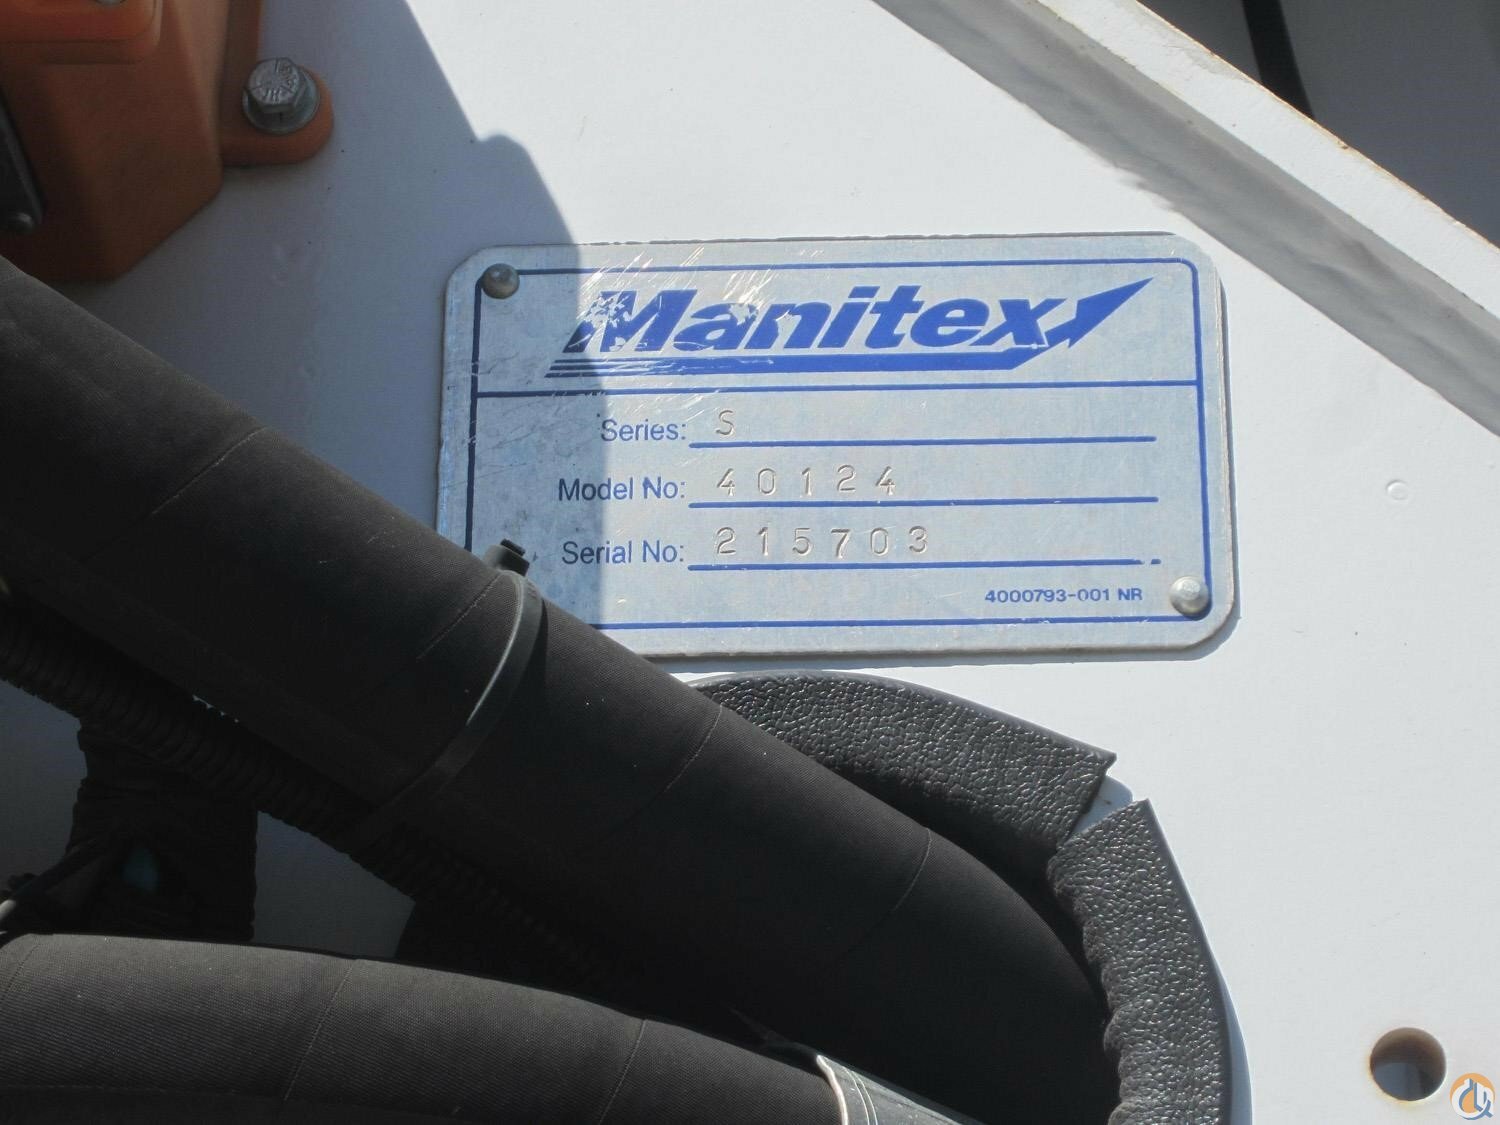 Manitex
Series: S
Model No: 40124
Serial No: 215703
4000793-001 NR